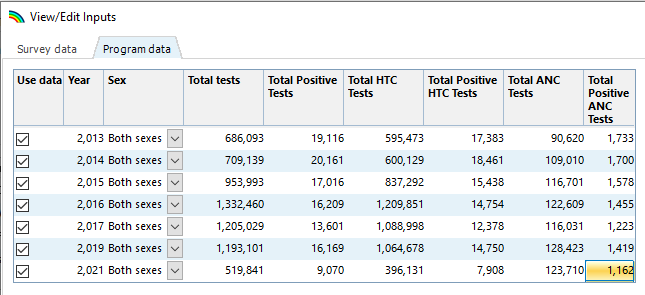 View/Edit Inputs
Survey data Program data
Use data Year Sex Total tests Total Positive Tests Total HTC Tests Total Positive HTC Tests Total ANC Tests Total Positive ANC Tests
2,013 Both sexes 686,093 19,116 595,473 17,383 90,620 1,733
2,014 Both sexes 709,139 20,161 600,129 18,461 109,010 1,700
2,015 Both sexes 953,993 17,016 837,292 15,438 116,701 1,578
2,016 Both sexes 1,332,460 16,209 1,209,851 14,754 122,609 1,455
2,017 Both sexes 1,205,029 13,601 1,088,998 12,378 116,031 1,223
2,019 Both sexes 1,193,101 16,169 1,064,678 14,750 128,423 1,419
2,021 Both sexes 519,841 9,070 396,131 7,908 123,710 1,162